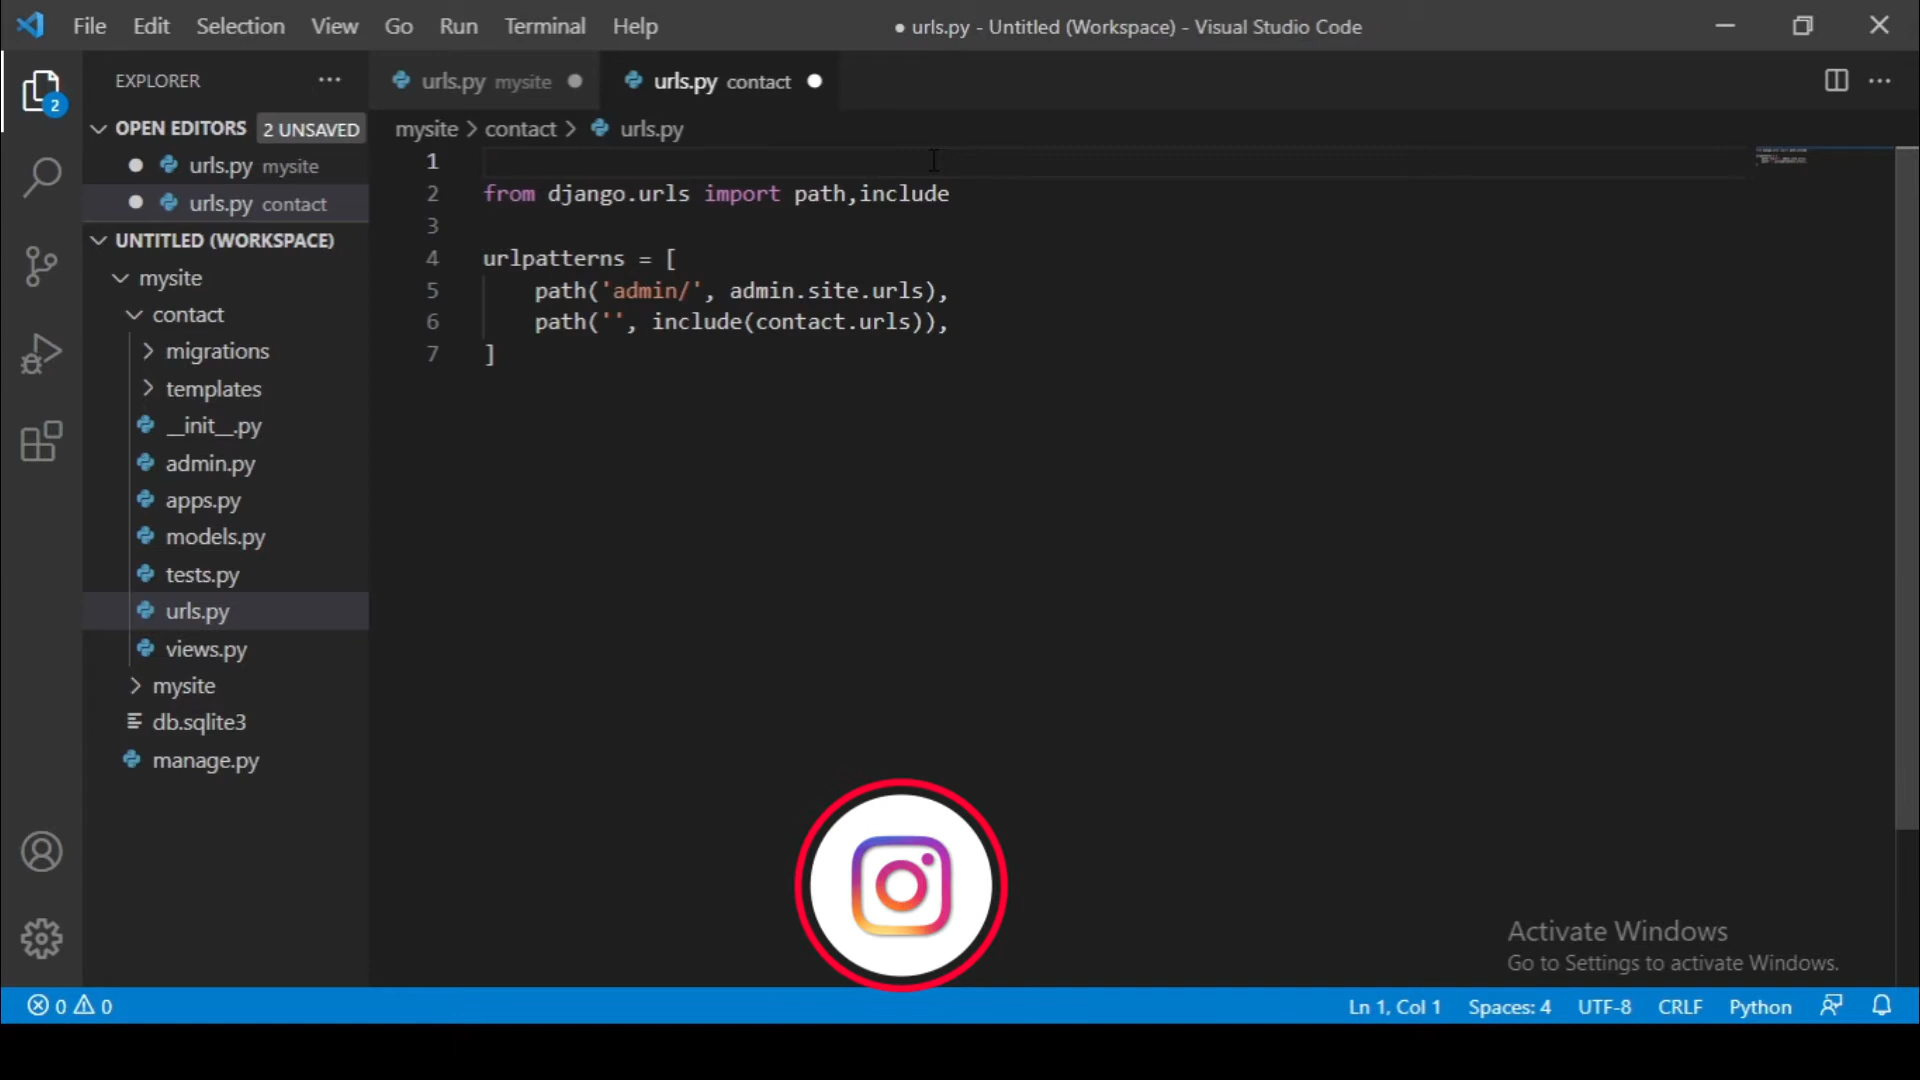 File Edit Selection View Go Run Terminal Help
● urls.py - Untitled (Workspace) - Visual Studio Code
EXPLORER
urls.py mysite
urls.py contact
OPEN EDITORS 2 UNSAVED
mysite > contact > urls.py
urls.py mysite
urls.py contact
UNTITLED (WORKSPACE)
mysite
contact
migrations
templates
__init__.py
admin.py
apps.py
models.py
tests.py
urls.py
views.py
mysite
db.sqlite3
manage.py
2
1
2 from django.urls import path,include
3
4 urlpatterns = [
5     path('admin/', admin.site.urls),
6     path('', include(contact.urls)),
7 ]
Activate Windows
Go to Settings to activate Windows.
0 0
Ln 1, Col 1 Spaces: 4 UTF-8 CRLF Python